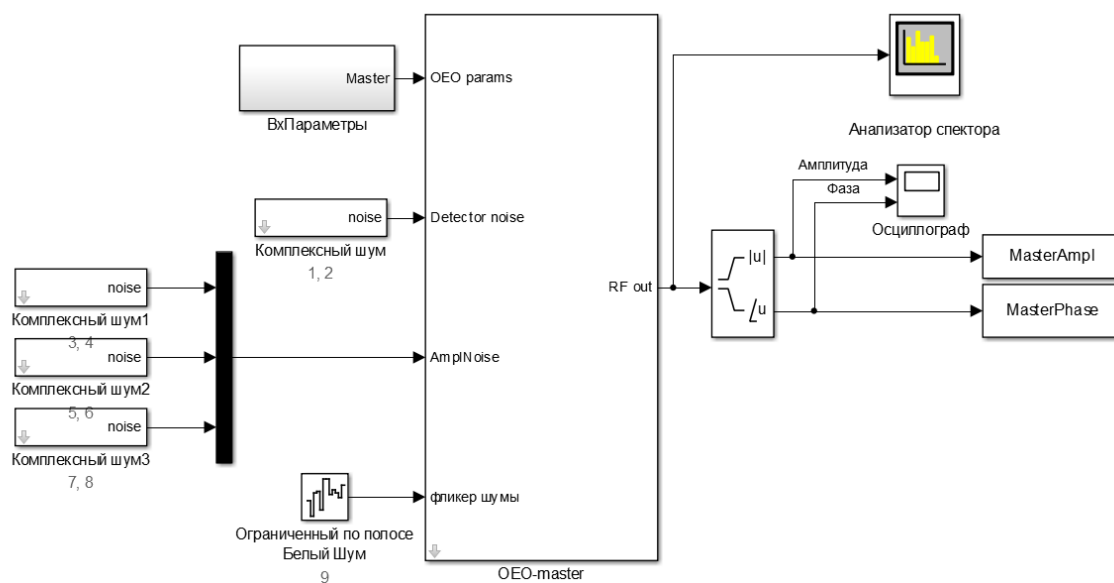 Master
ВхПараметры
OEO params
noise
Комплексный шум
1, 2
Detector noise
noise
Комплексный шум1
3, 4
noise
Комплексный шум2
5, 6
noise
Комплексный шум3
7, 8
AmplNoise
Ограниченный по полосе
Белый Шум
9
фликер шумы
OEO-master
RF out
Анализатор спектора
Амплитуда
Фаза
Осциллограф
|u|
∠u
MasterAmpl
MasterPhase